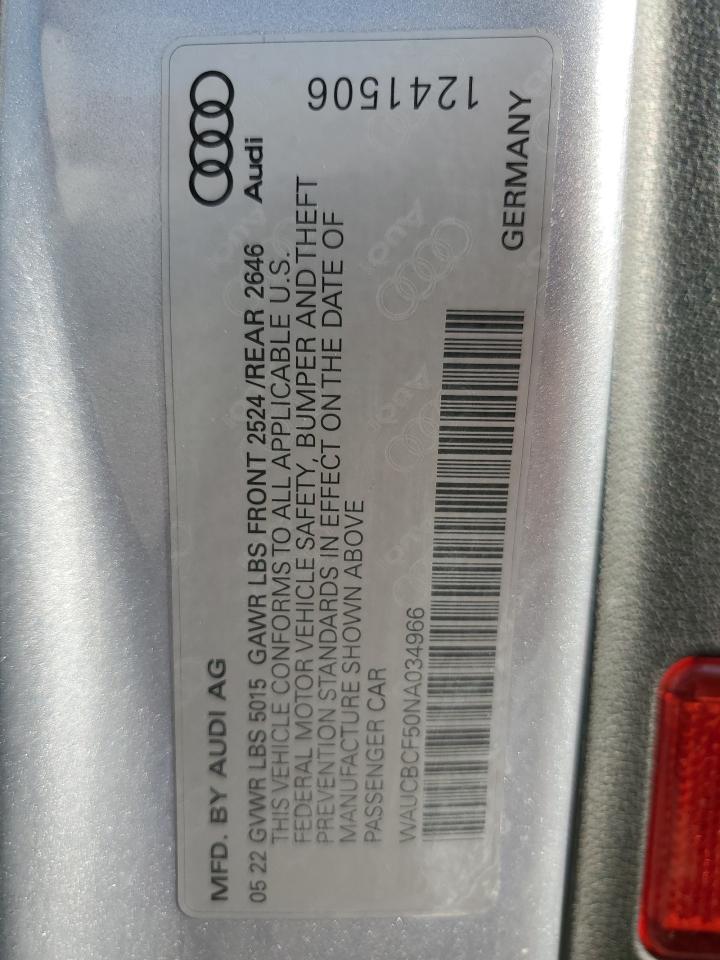 MFD. BY AUDI AG
Audi
05 22 GVWR LBS 5015 GAWR LBS FRONT 2524 /REAR 2646
THIS VEHICLE CONFORMS TO ALL APPLICABLE U.S.
FEDERAL MOTOR VEHICLE SAFETY, BUMPER AND THEFT
PREVENTION STANDARDS IN EFFECT ON THE DATE OF
MANUFACTURE SHOWN ABOVE
PASSENGER CAR
WAUCBCF50NA034966
1241506
GERMANY